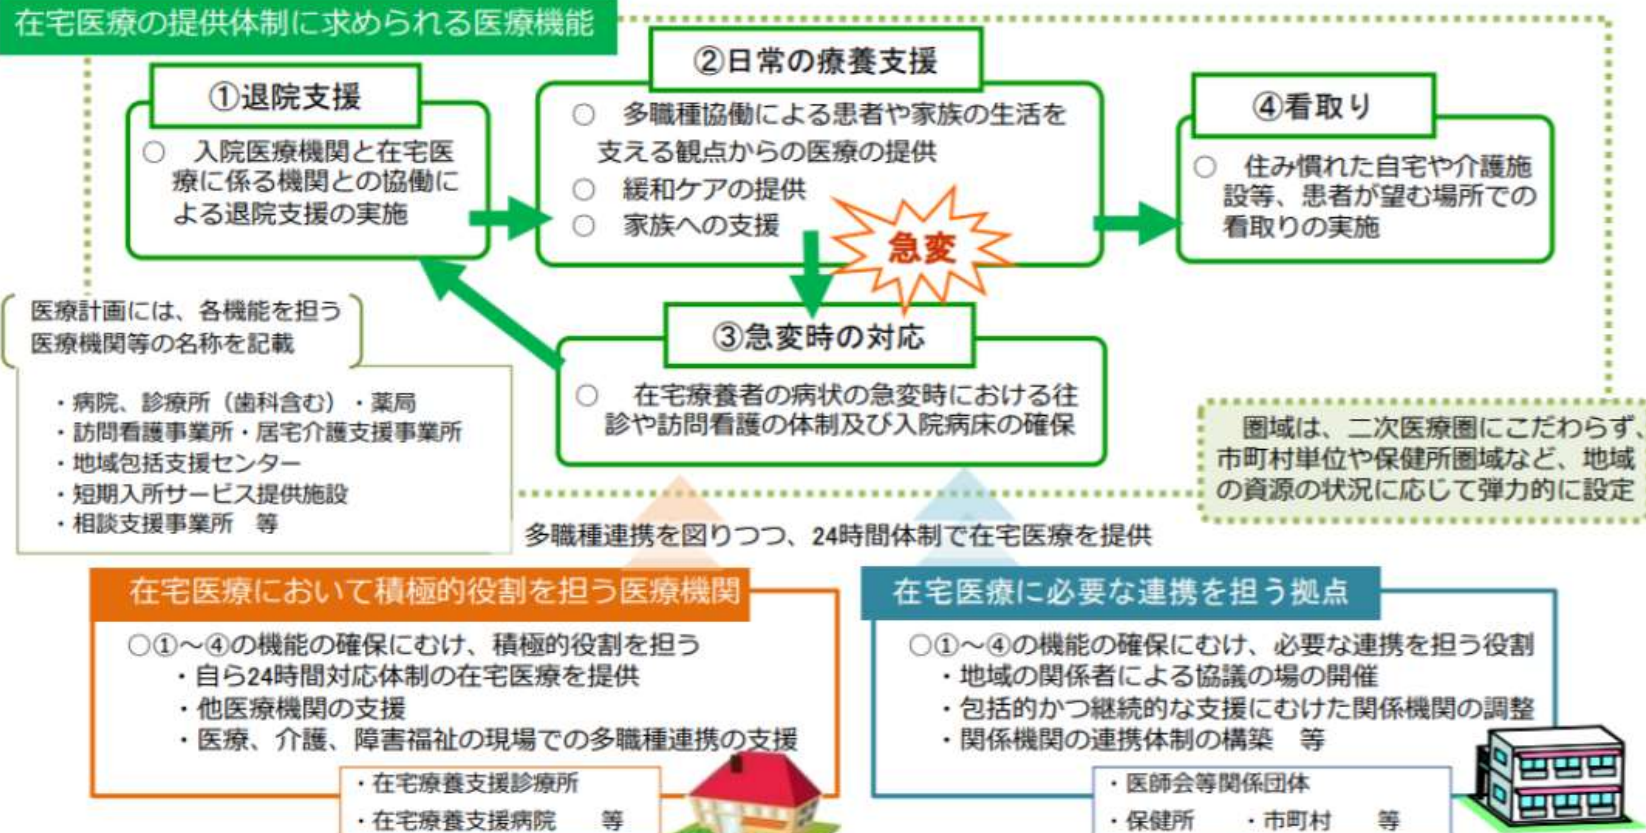 在宅医療の提供体制に求められる医療機能
①退院支援
○ 入院医療機関と在宅医
療に係る機関との協働に
よる退院支援の実施
②日常の療養支援
○ 多職種協働による患者や家族の生活を
支える観点からの医療の提供
○ 緩和ケアの提供
○ 家族への支援
急変
④看取り
○ 住み慣れた自宅や介護施
設等、患者が望む場所での
看取りの実施
③急変時の対応
○ 在宅療養者の病状の急変時における往
診や訪問看護の体制及び入院病床の確保
医療計画には、各機能を担う
医療機関等の名称を記載
・病院、診療所（歯科含む）・薬局
・訪問看護事業所・居宅介護支援事業所
・地域包括支援センター
・短期入所サービス提供施設
・相談支援事業所 等
圏域は、二次医療圏にこだわらず、
市町村単位や保健所圏域など、地域
の資源の状況に応じて弾力的に設定
多職種連携を図りつつ、24時間体制で在宅医療を提供
在宅医療において積極的役割を担う医療機関
○①～④の機能の確保にむけ、積極的役割を担う
・自ら24時間対応体制の在宅医療を提供
・他医療機関の支援
・医療、介護、障害福祉の現場での多職種連携の支援
・在宅療養支援診療所
・在宅療養支援病院 等
在宅医療に必要な連携を担う拠点
○①～④の機能の確保にむけ、必要な連携を担う役割
・地域の関係者による協議の場の開催
・包括的かつ継続的な支援にむけた関係機関の調整
・関係機関の連携体制の構築 等
・医師会等関係団体
・保健所 ・市町村 等